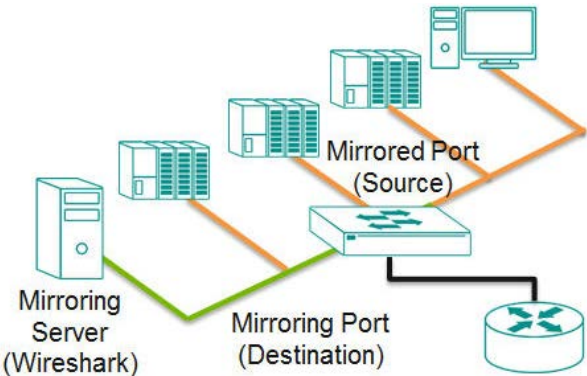 Mirrored Port
(Source)
Mirroring
Server
(Wireshark)
Mirroring Port
(Destination)